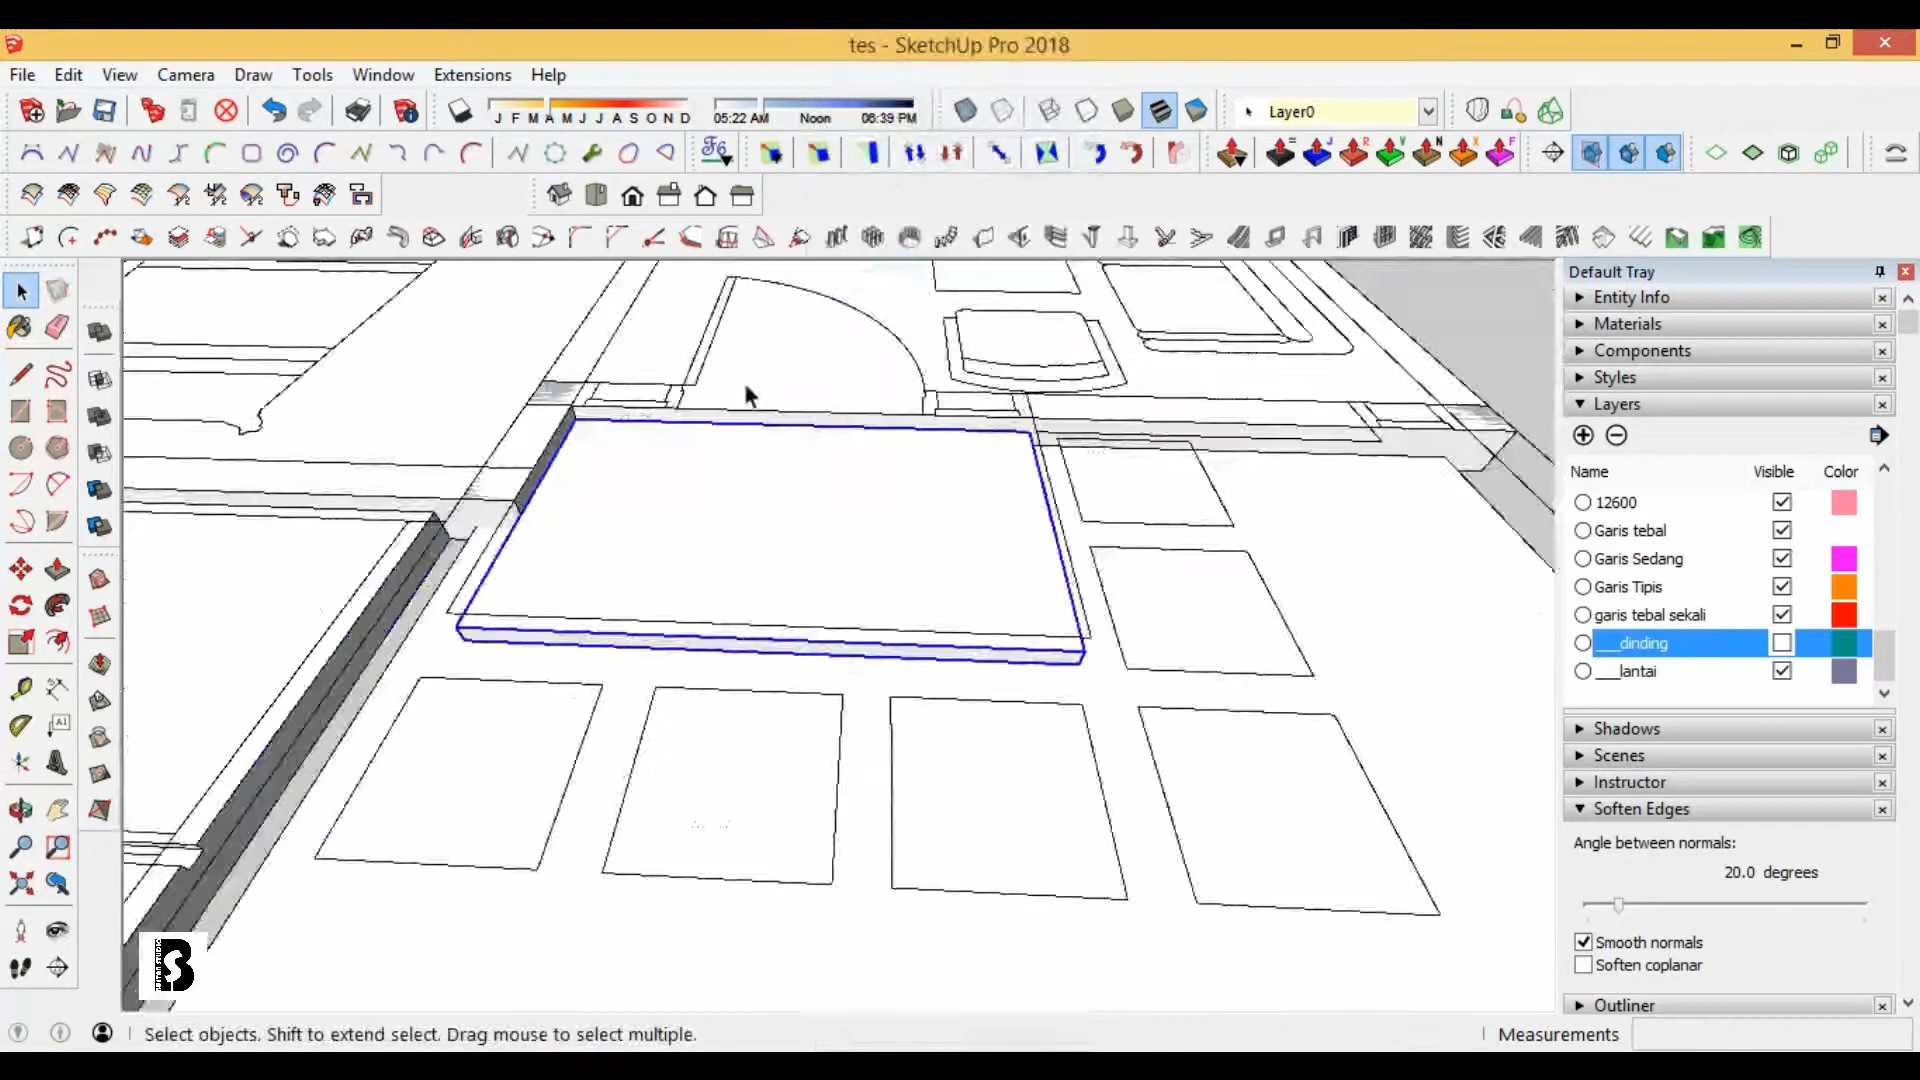 tes - SketchUp Pro 2018
File Edit View Camera Draw Tools Window Extensions Help
J F M A M J J A S O N D
05:22 AM Noon 06:39 PM
Layer0
Default Tray
Entity Info
Materials
Components
Styles
Layers
Name Visible Color
12600
Garis tebal
Garis Sedang
Garis Tipis
garis tebal sekali
___dinding
___lantai
Shadows
Scenes
Instructor
Soften Edges
Angle between normals:
20.0 degrees
Smooth normals
Soften coplanar
Outliner
Select objects. Shift to extend select. Drag mouse to select multiple.
Measurements